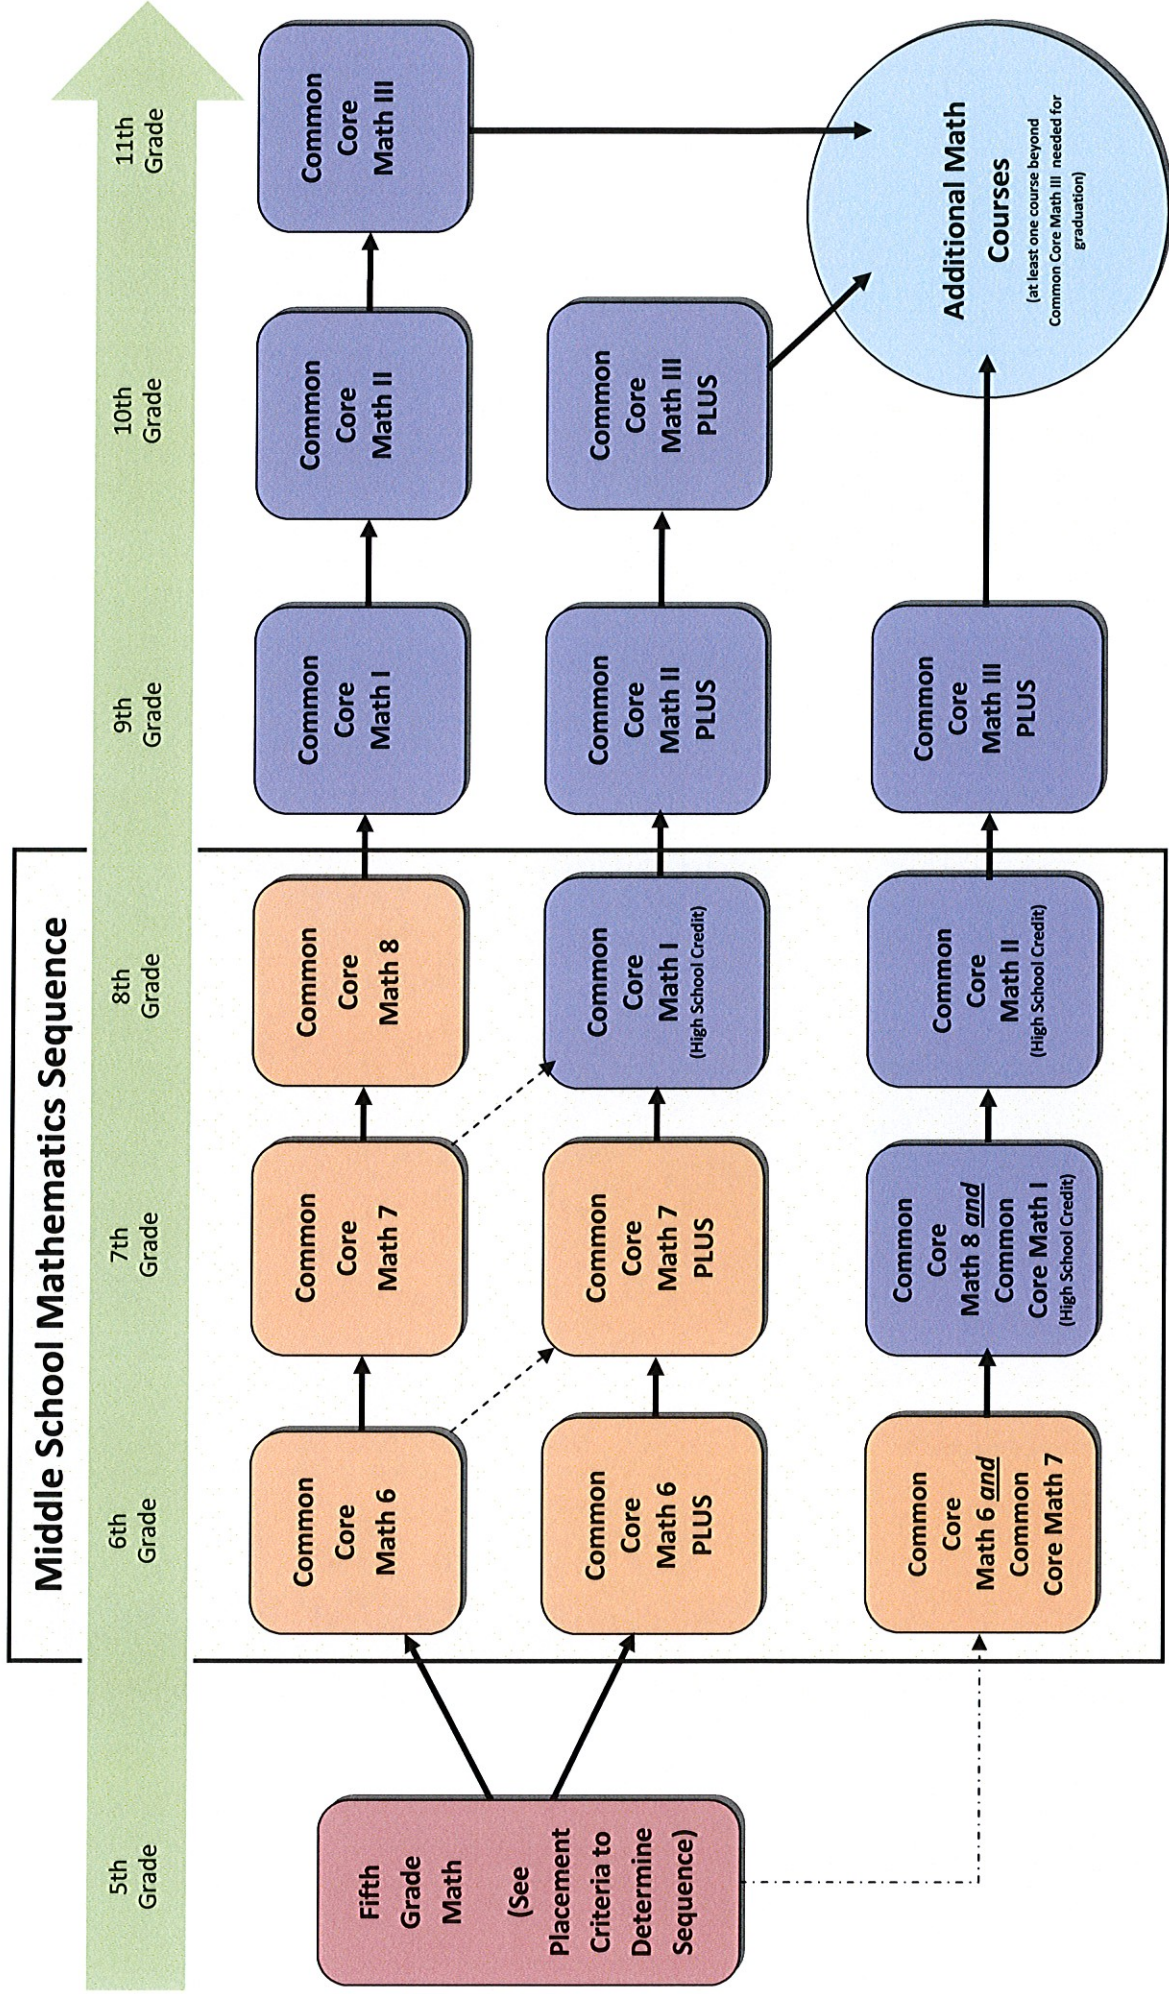 Middle School Mathematics Sequence
5th
Grade
6th
Grade
7th
Grade
8th
Grade
9th
Grade
10th
Grade
11th
Grade
Fifth
Grade
Math
(See
Placement
Criteria to
Determine
Sequence)
Common
Core
Math 6
Common
Core
Math 7
Common
Core
Math 8
Common
Core
Math I
Common
Core
Math II
Common
Core
Math III
Common
Core
Math 6
PLUS
Common
Core
Math 7
PLUS
Common
Core
Math I
(High School Credit)
Common
Core
Math II
PLUS
Common
Core
Math III
PLUS
Common
Core
Math 6 and
Common
Core Math 7
Common
Core
Math 8 and
Common
Core Math I
(High School Credit)
Common
Core
Math II
(High School Credit)
Common
Core
Math III
PLUS
Additional Math
Courses
(at least one course beyond
Common Core Math III needed for
graduation)